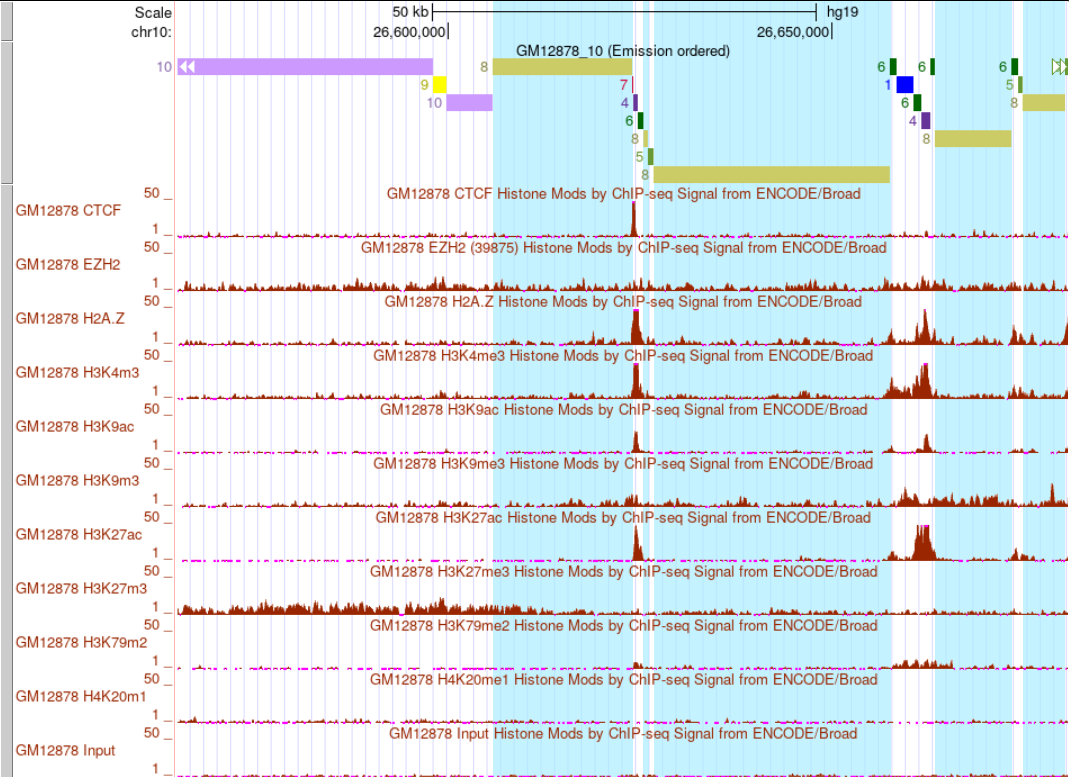 Scale 50 kb hg19
chr10: 26,600,000 26,650,000
GM12878_10 (Emission ordered)
10 8 6 6 6
9 7 1 5
10 4 6 8
6 4
8 8
5
8
50 GM12878 CTCF Histone Mods by ChIP-seq Signal from ENCODE/Broad
GM12878 CTCF
1
50 GM12878 EZH2 (39875) Histone Mods by ChIP-seq Signal from ENCODE/Broad
GM12878 EZH2
1
50 GM12878 H2A.Z Histone Mods by ChIP-seq Signal from ENCODE/Broad
GM12878 H2A.Z
1
50 GM12878 H3K4me3 Histone Mods by ChIP-seq Signal from ENCODE/Broad
GM12878 H3K4m3
1
50 GM12878 H3K9ac Histone Mods by ChIP-seq Signal from ENCODE/Broad
GM12878 H3K9ac
1
50 GM12878 H3K9me3 Histone Mods by ChIP-seq Signal from ENCODE/Broad
GM12878 H3K9m3
1
50 GM12878 H3K27ac Histone Mods by ChIP-seq Signal from ENCODE/Broad
GM12878 H3K27ac
1
50 GM12878 H3K27me3 Histone Mods by ChIP-seq Signal from ENCODE/Broad
GM12878 H3K27m3
1
50 GM12878 H3K79me2 Histone Mods by ChIP-seq Signal from ENCODE/Broad
GM12878 H3K79m2
1
50 GM12878 H4K20me1 Histone Mods by ChIP-seq Signal from ENCODE/Broad
GM12878 H4K20m1
1
50 GM12878 Input Histone Mods by ChIP-seq Signal from ENCODE/Broad
GM12878 Input
1